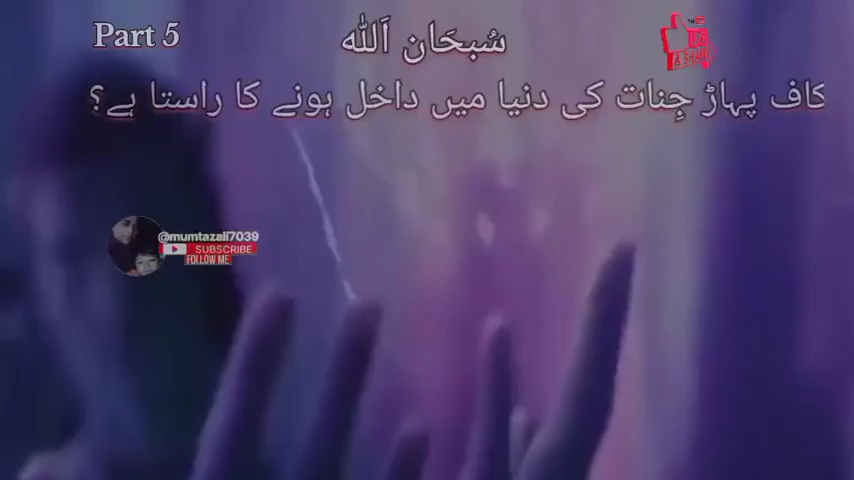 Part 5
سُبحَان اَللّٰه
کاف پہاڑ جِنات کی دنیا میں داخل ہونے کا راستا ہے؟
@mumtazali7039
SUBSCRIBE
FOLLOW ME